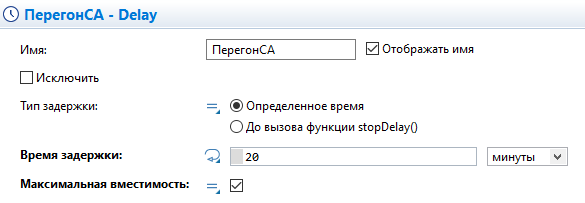 ПерегонСА - Delay
Имя: ПерегонСА Отображать имя
Исключить
Тип задержки: Определенное время
До вызова функции stopDelay()
Время задержки: 20 минуты
Максимальная вместимость: